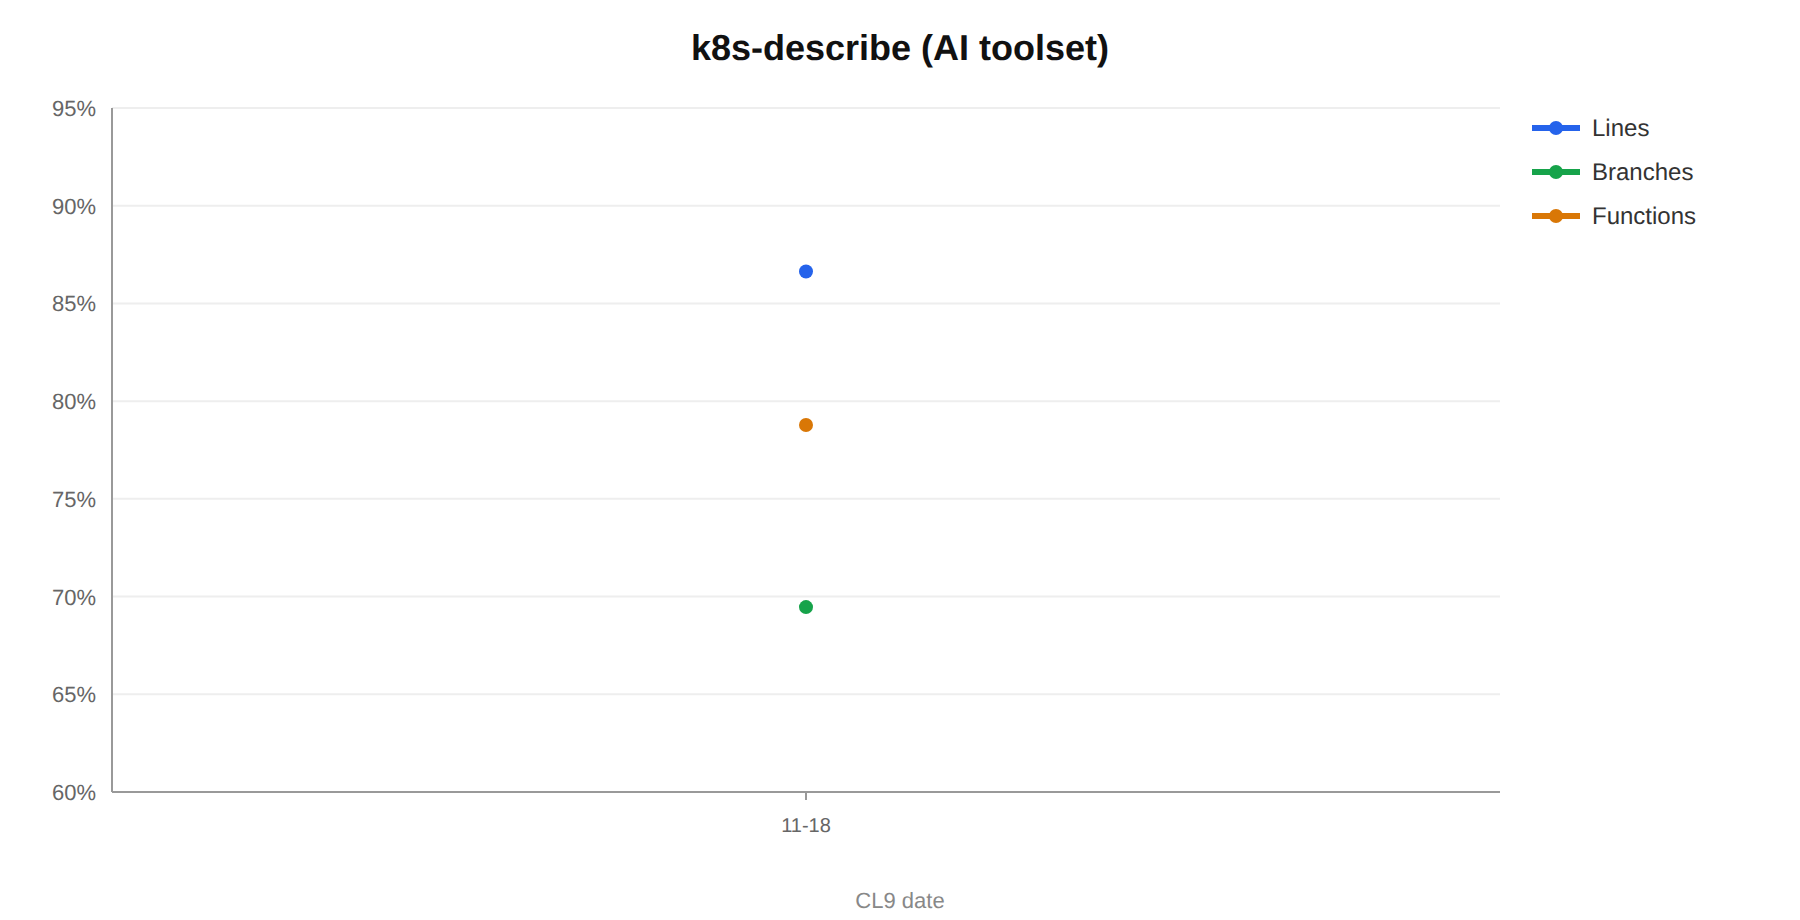 k8s-describe (AI toolset)
95%
90%
85%
80%
75%
70%
65%
60%
11-18
CL9 date
Lines
Branches
Functions